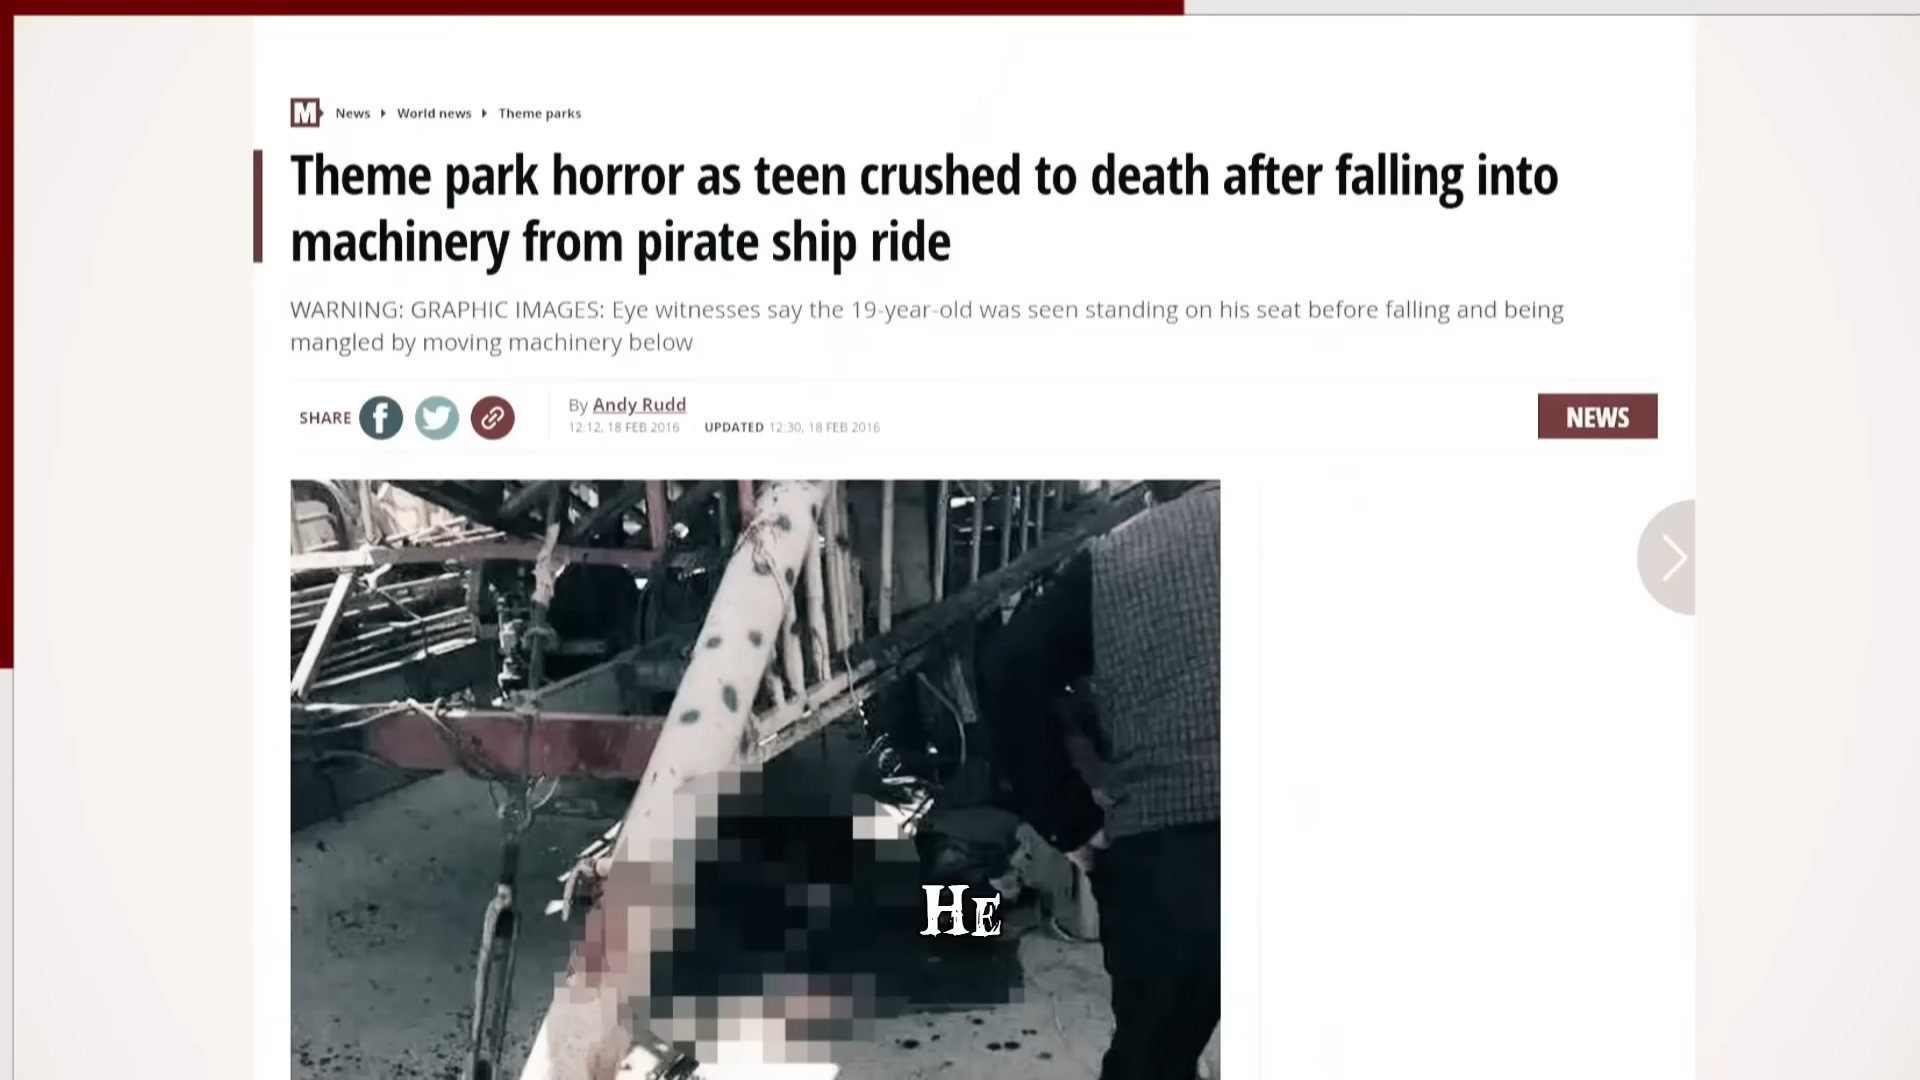 M News World news Theme parks
Theme park horror as teen crushed to death after falling into
machinery from pirate ship ride
WARNING: GRAPHIC IMAGES: Eye witnesses say the 19-year-old was seen standing on his seat before falling and being
mangled by moving machinery below
SHARE
By Andy Rudd
12:12, 18 FEB 2016 UPDATED 12:30, 18 FEB 2016
NEWS
HE